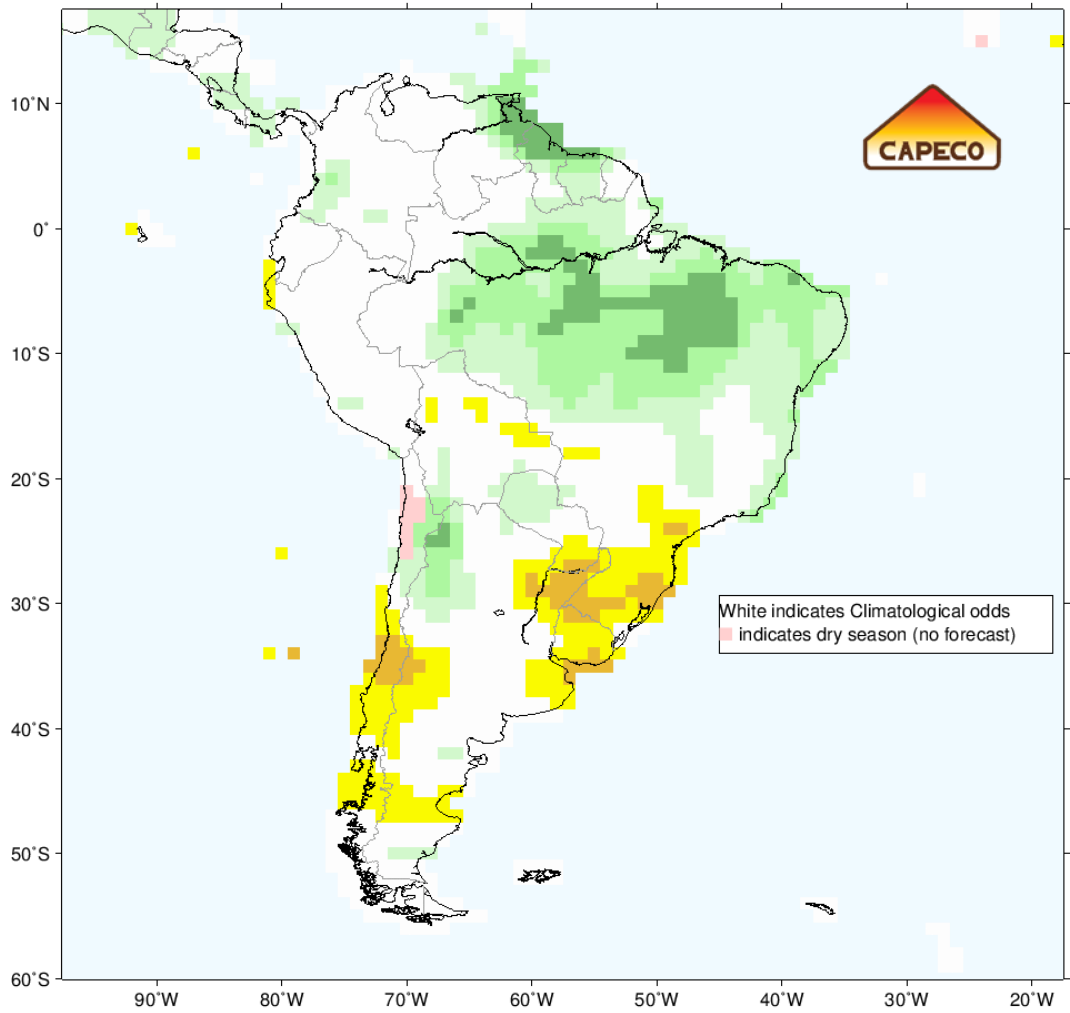 CAPECO
10°N
0°
10°S
20°S
30°S
40°S
50°S
60°S
White indicates Climatological odds
indicates dry season (no forecast)
90°W
80°W
70°W
60°W
50°W
40°W
30°W
20°W